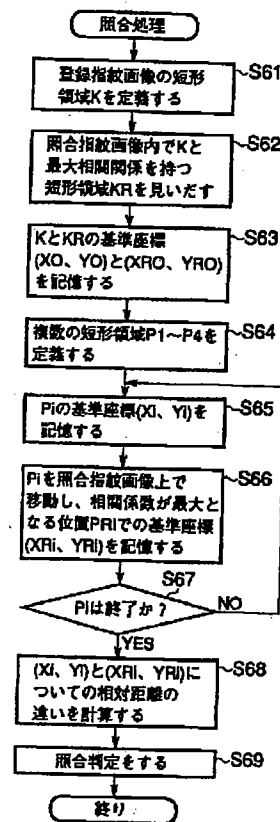 照合処理
登録指紋画像の短形
領域Kを定義する
S61
照合指紋画像内でKと
最大相関関係を持つ
短形領域KRを見いだす
S62
KとKRの基準座標
(X0、Y0)と(XR0、YR0)
を記憶する
S63
複数の短形領域P1〜P4を
定義する
S64
Piの基準座標(Xi、Yi)を
記憶する
S65
Piを照合指紋画像上で
移動し、相関係数が最大と
なる位置PRiでの基準座標
(XRi、YRi)を記憶する
S66
S67
Piは終了か?
NO
YES
(Xi、Yi)と(XRi、YRi)に
ついての相対距離の
違いを計算する
S68
照合判定をする
S69
終り